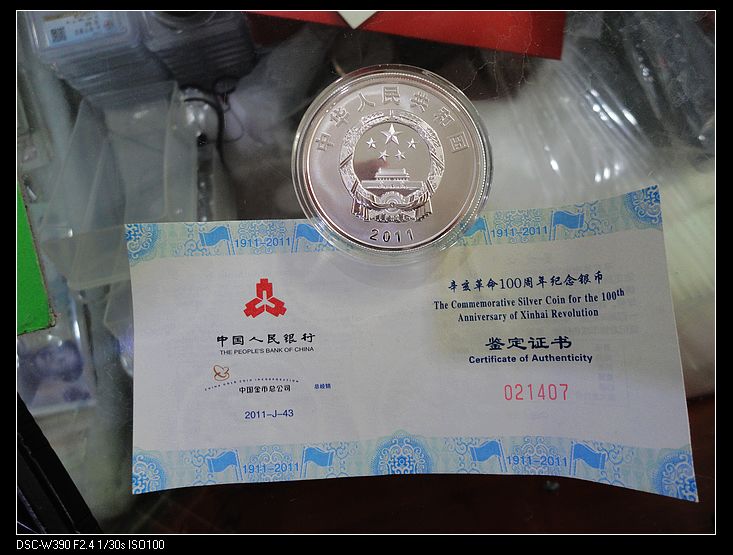 中华人民共和国
2011
1911-2011
1911-2011
中国人民银行
THE PEOPLE'S BANK OF CHINA
CHINA GOLD COIN INCORPORATION
中国金币总公司 总经销
2011-J-43
辛亥革命100周年纪念银币
The Commemorative Silver Coin for the 100th
Anniversary of Xinhai Revolution
鉴定证书
Certificate of Authenticity
021407
1911-2011
1911-2011
DSC-W390 F2.4 1/30s ISO100